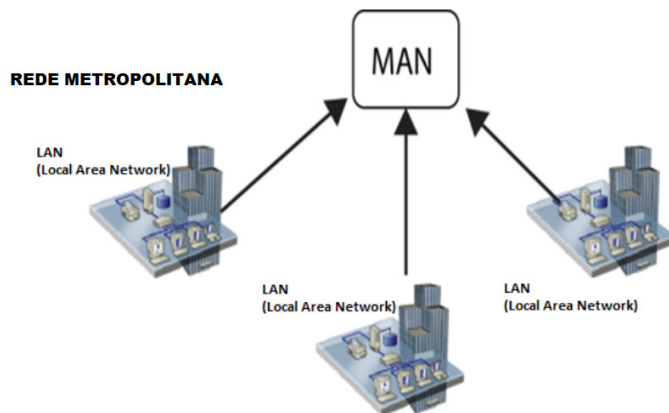 MAN
REDE METROPOLITANA
LAN
(Local Area Network)
LAN
(Local Area Network)
LAN
(Local Area Network)